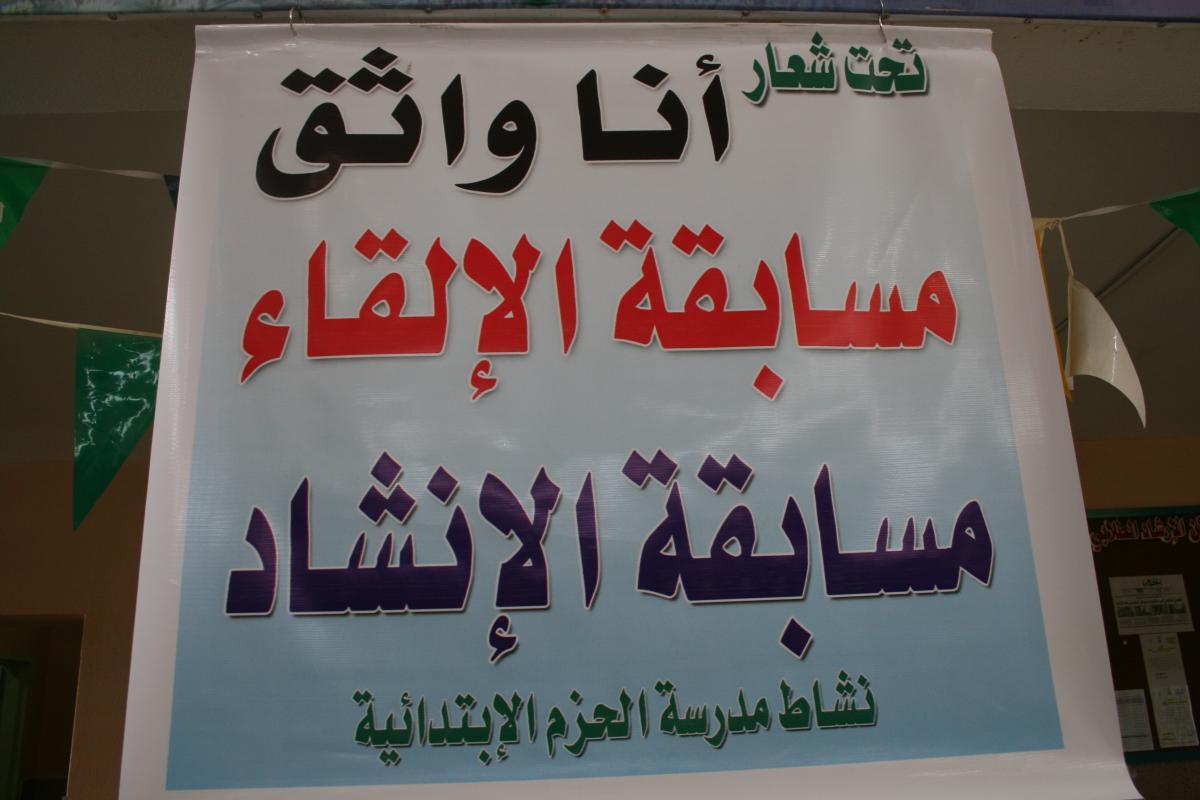 تحت شعار أنا واثق
مسابقة الإلقاء
مسابقة الإنشاد
نشاط مدرسة الحزم الإبتدائية